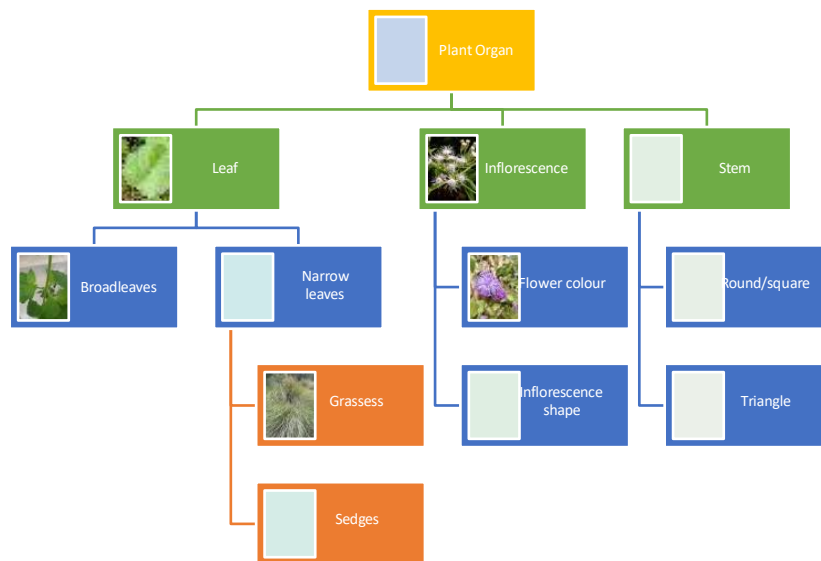 Plant Organ
Leaf
Inflorescence
Stem
Broadleaves
Narrow
leaves
Flower colour
Round/square
Grassess
Inflorescence
shape
Triangle
Sedges